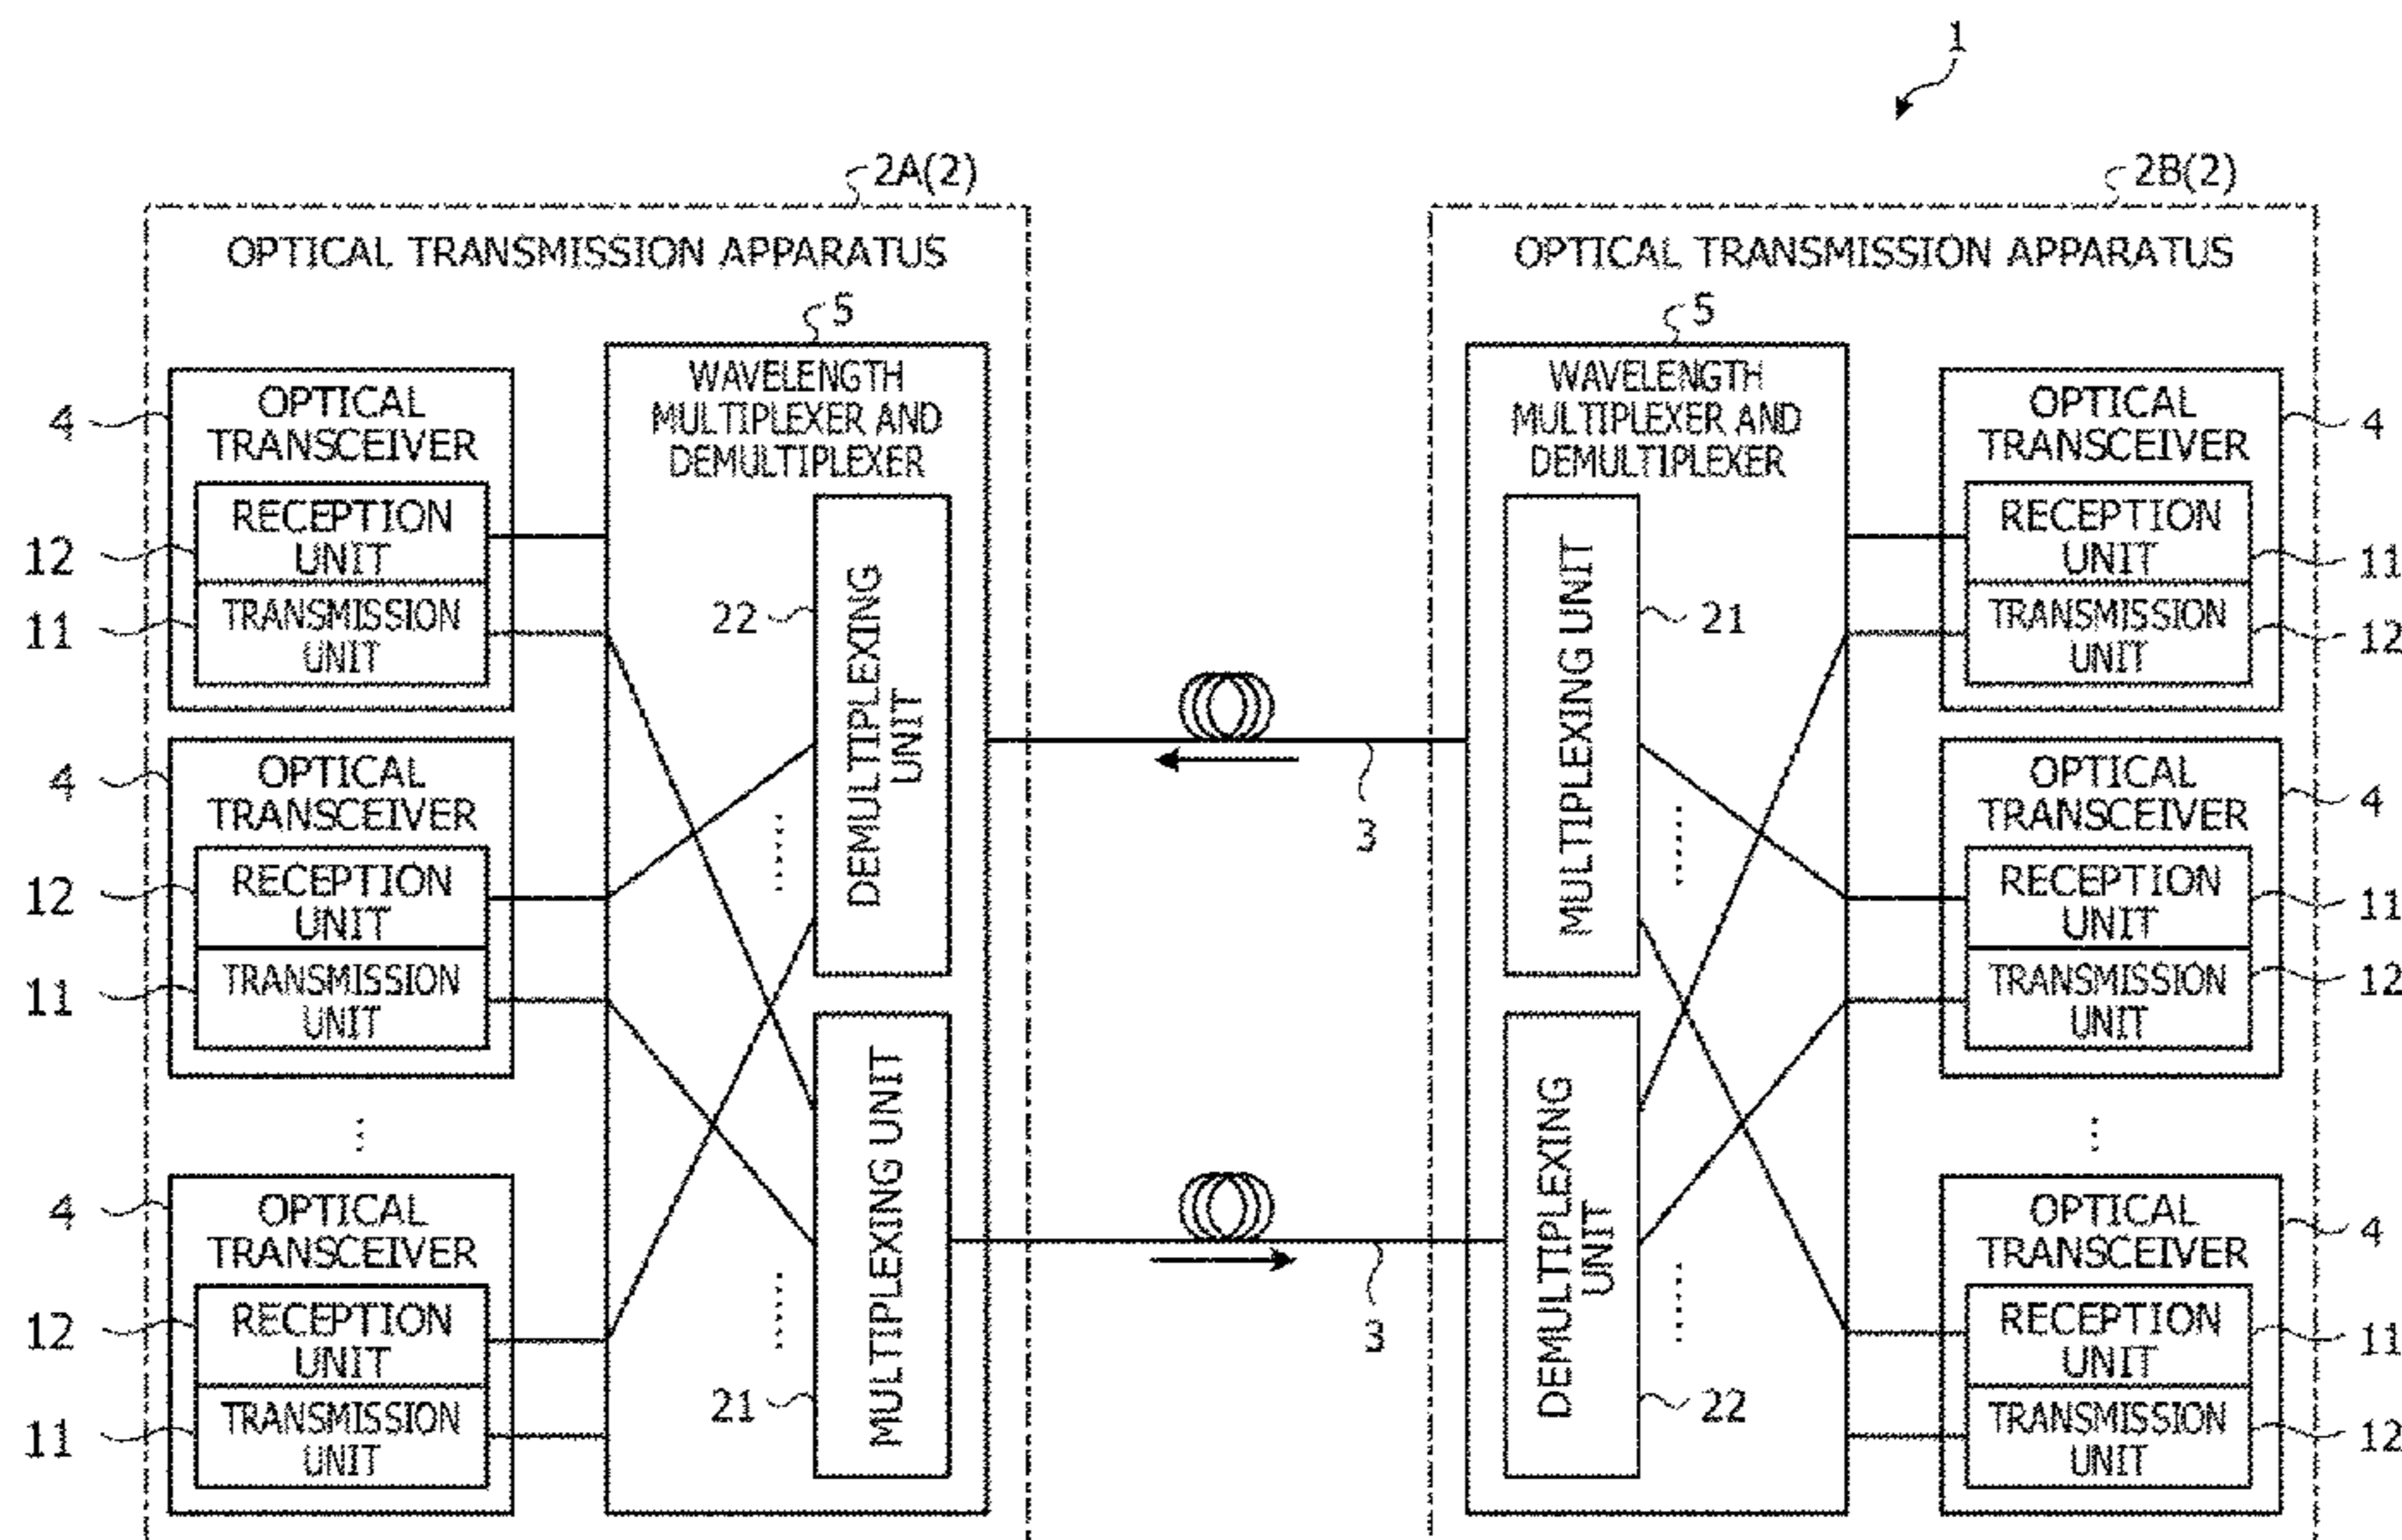 1
2A(2)
2B(2)
OPTICAL TRANSMISSION APPARATUS
5
WAVELENGTH
MULTIPLEXER AND
DEMULTIPLEXER
4
OPTICAL
TRANSCEIVER
12
RECEPTION
UNIT
11
TRANSMISSION
UNIT
4
OPTICAL
TRANSCEIVER
12
RECEPTION
UNIT
11
TRANSMISSION
UNIT
⋮
4
OPTICAL
TRANSCEIVER
12
RECEPTION
UNIT
11
TRANSMISSION
UNIT
22
DEMULTIPLEXING
UNIT
21
MULTIPLEXING UNIT
3
3
OPTICAL TRANSMISSION APPARATUS
5
WAVELENGTH
MULTIPLEXER AND
DEMULTIPLEXER
MULTIPLEXING UNIT
21
DEMULTIPLEXING
UNIT
22
OPTICAL
TRANSCEIVER
4
RECEPTION
UNIT
11
TRANSMISSION
UNIT
12
OPTICAL
TRANSCEIVER
4
RECEPTION
UNIT
11
TRANSMISSION
UNIT
12
⋮
OPTICAL
TRANSCEIVER
4
RECEPTION
UNIT
11
TRANSMISSION
UNIT
12